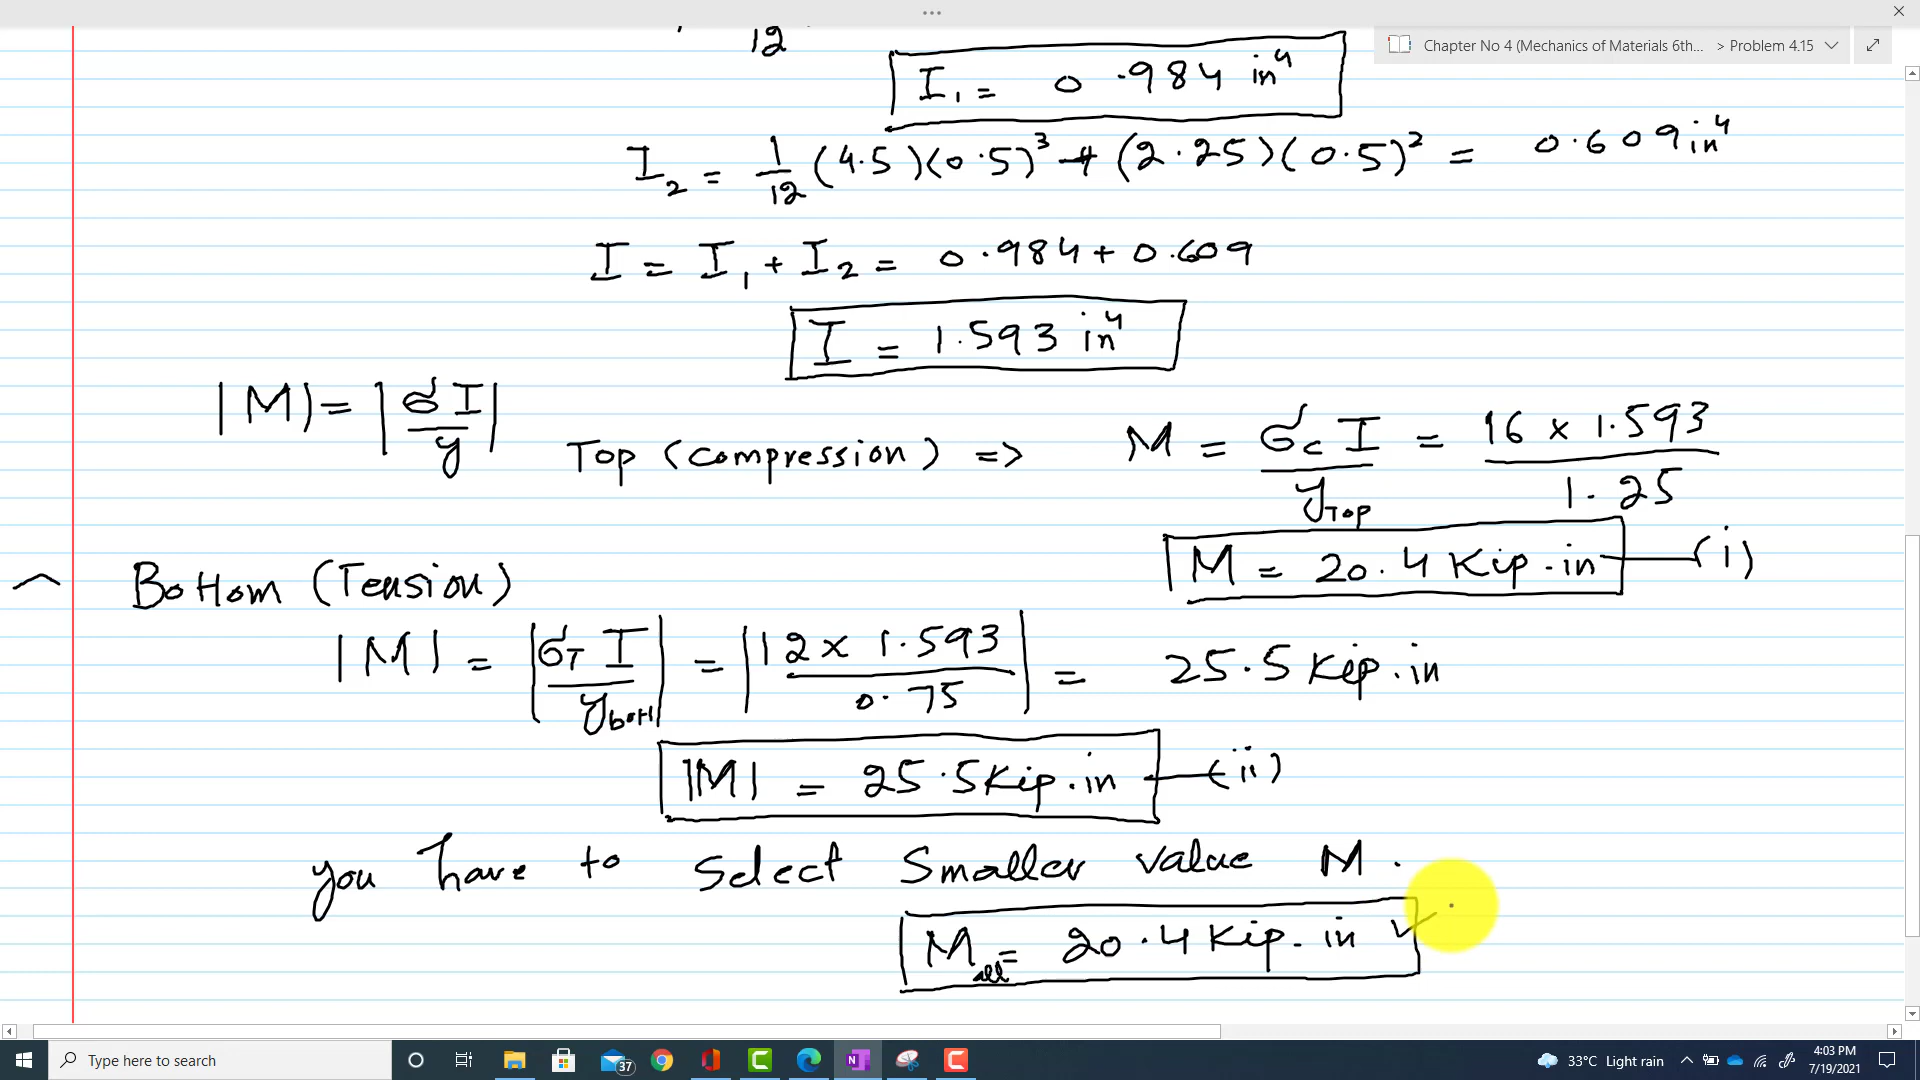 Chapter No 4 (Mechanics of Materials 6th... > Problem 4.15
12
I₁ = 0.984 in⁴
I₂ = 1/12 (4.5)(0.5)³ + (2.25)(0.5)² = 0.609 in⁴
I = I₁ + I₂ = 0.984 + 0.609
I = 1.593 in⁴
|M| = |σI/y|
Top (compression) => M = σc I/yTop = 16 x 1.593/1.25
M = 20.4 Kip.in —(i)
Bottom (Tension)
|M| = |σT I/ybott| = |12 x 1.593/0.75| = 25.5 Kip.in
|M| = 25.5 Kip.in —(ii)
you have to select smaller value M.
Mall = 20.4 Kip.in ✓
Type here to search
37
33°C Light rain
4:03 PM
7/19/2021